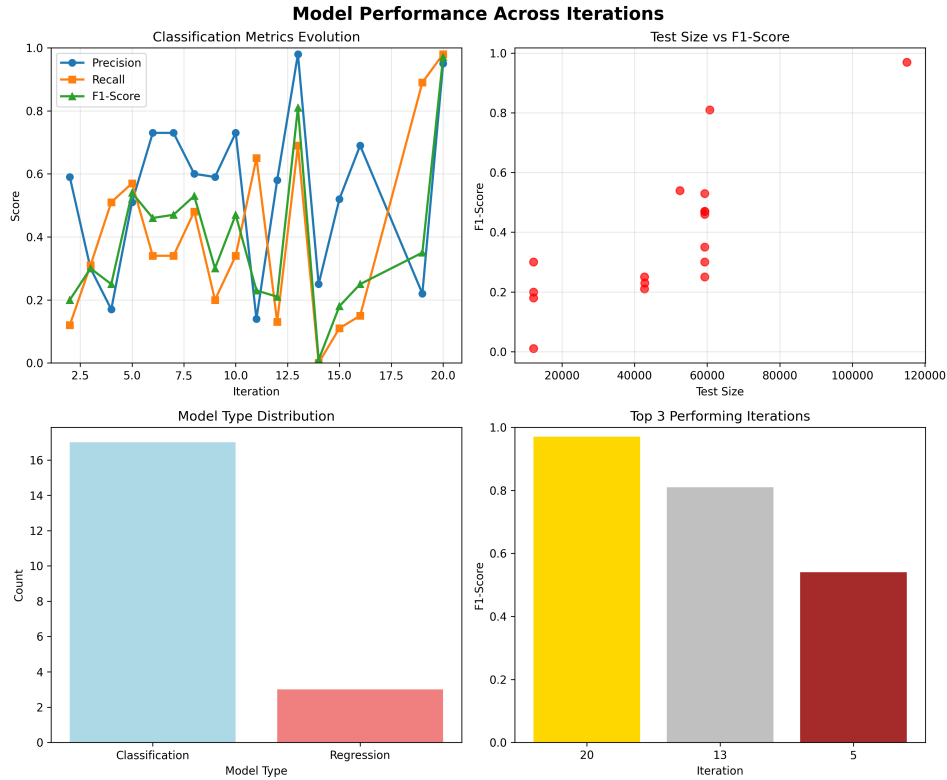 Model Performance Across Iterations
Classification Metrics Evolution
Score
1.0
0.8
0.6
0.4
0.2
0.0
Precision
Recall
F1-Score
2.5 5.0 7.5 10.0 12.5 15.0 17.5 20.0
Iteration
Test Size vs F1-Score
F1-Score
1.0
0.8
0.6
0.4
0.2
0.0
20000 40000 60000 80000 100000 120000
Test Size
Model Type Distribution
Count
16
14
12
10
8
6
4
2
0
Classification Regression
Model Type
Top 3 Performing Iterations
F1-Score
1.0
0.8
0.6
0.4
0.2
0.0
20 13 5
Iteration